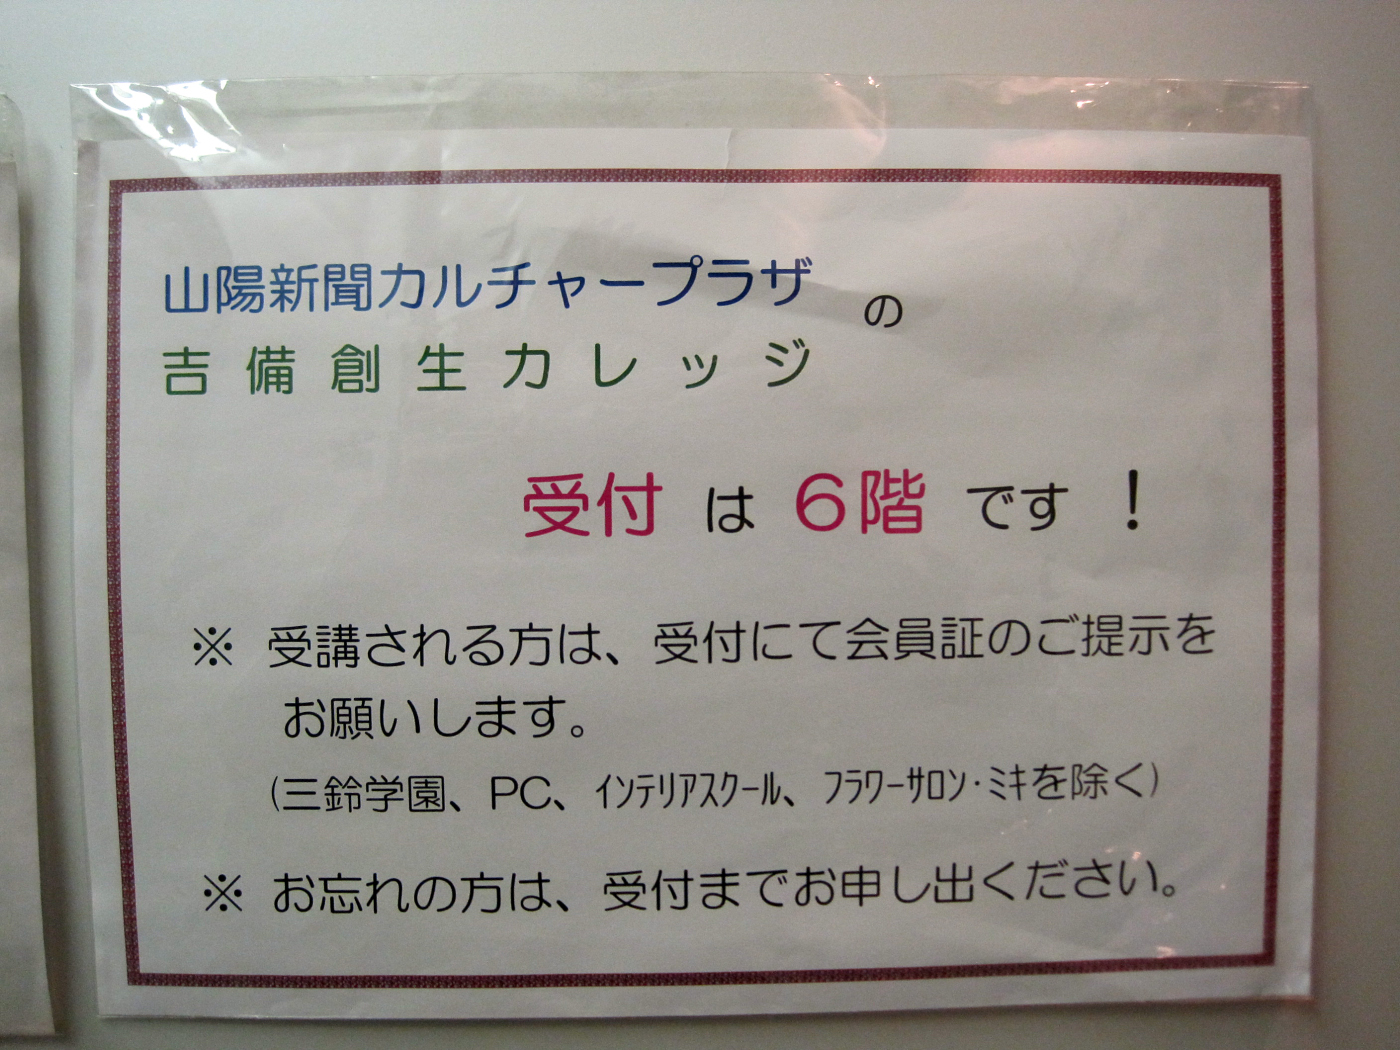 山陽新聞カルチャープラザ の
吉備創生カレッジ
受付 は 6階 です !
※ 受講される方は、受付にて会員証のご提示を
お願いします。
(三鈴学園、PC、ｲﾝﾃﾘｱｽｸｰﾙ、ﾌﾗﾜｰｻﾛﾝ･ﾐｷを除く)
※ お忘れの方は、受付までお申し出ください。